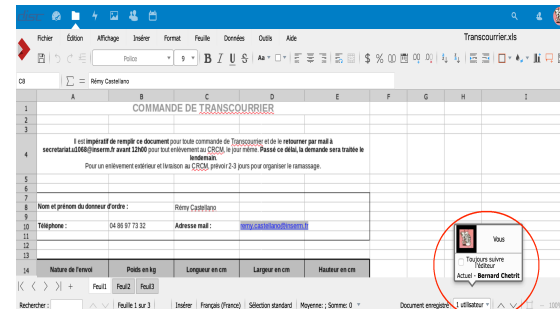 Fichier Édition Affichage Insérer Format Feuille Données Outils Aide Transcourrier.xls
Police 9 B I U S Aa $ % 00
C8 Rémy Castellano
A B C D E F G H I
1 COMMANDE DE TRANSCOURRIER
2
3
Il est impératif de remplir ce document pour toute commande de Transcourrier et de le retourner par mail à
4 secretariat.u1068@inserm.fr avant 12h00 pour tout enlèvement au CRCM, le jour même. Passé ce délai, la demande sera traitée le
lendemain.
Pour un enlèvement extérieur et livraison au CRCM, prévoir 2-3 jours pour organiser le ramassage.
5
6
7
8 Nom et prénom du donneur d'ordre : Rémy Castellano
9
10 Téléphone : 04 86 97 73 32 Adresse mail : remy.castellano@inserm.fr
11
12
13
14 Nature de l'envoi Poids en kg Longueur en cm Largeur en cm Hauteur en cm
Vous
Toujours suivre
l'éditeur
Actuel - Bernard Chetrit
Feuil1 Feuil2 Feuil3
Rechercher : Feuille 1 sur 3 Insérer Français (France) Sélection standard Moyenne: ; Somme: 0 Document enregistré 1 utilisateur 100%